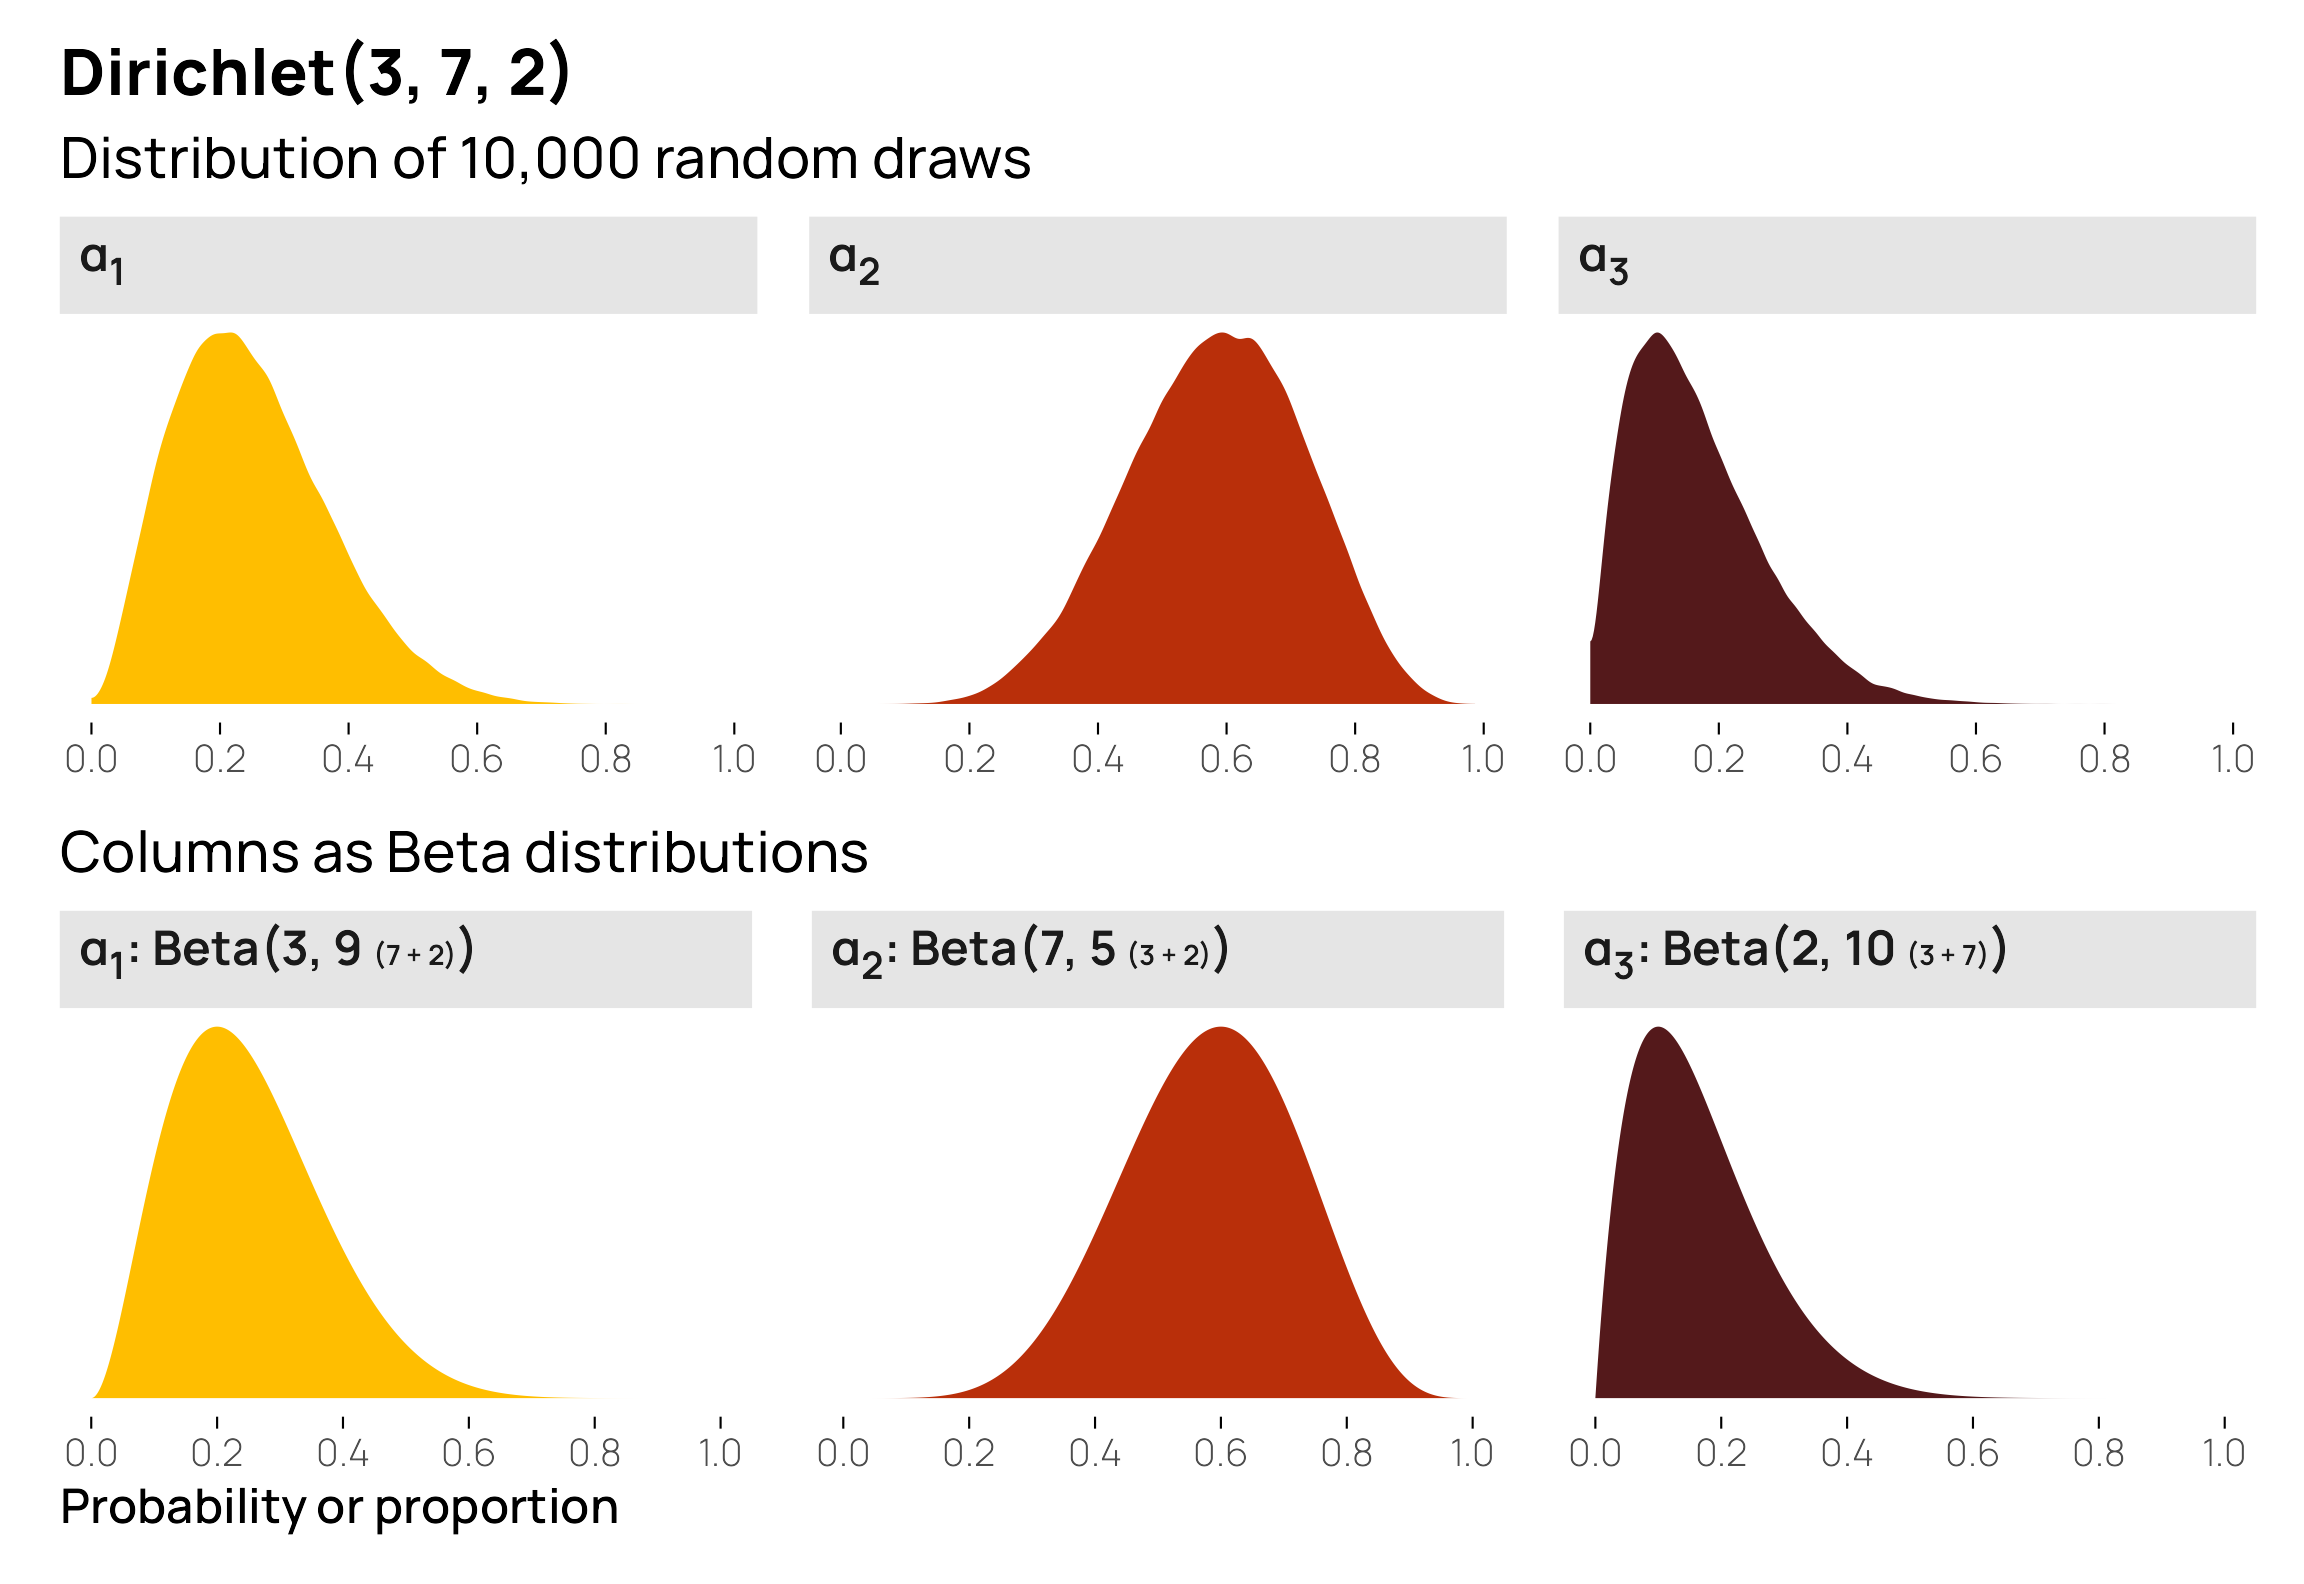 Dirichlet(3, 7, 2)
Distribution of 10,000 random draws
α₁ α₂ α₃
0.0 0.2 0.4 0.6 0.8 1.0 0.0 0.2 0.4 0.6 0.8 1.0 0.0 0.2 0.4 0.6 0.8 1.0
Columns as Beta distributions
α₁: Beta(3, 9 (7 + 2)) α₂: Beta(7, 5 (3 + 2)) α₃: Beta(2, 10 (3 + 7))
0.0 0.2 0.4 0.6 0.8 1.0 0.0 0.2 0.4 0.6 0.8 1.0 0.0 0.2 0.4 0.6 0.8 1.0
Probability or proportion